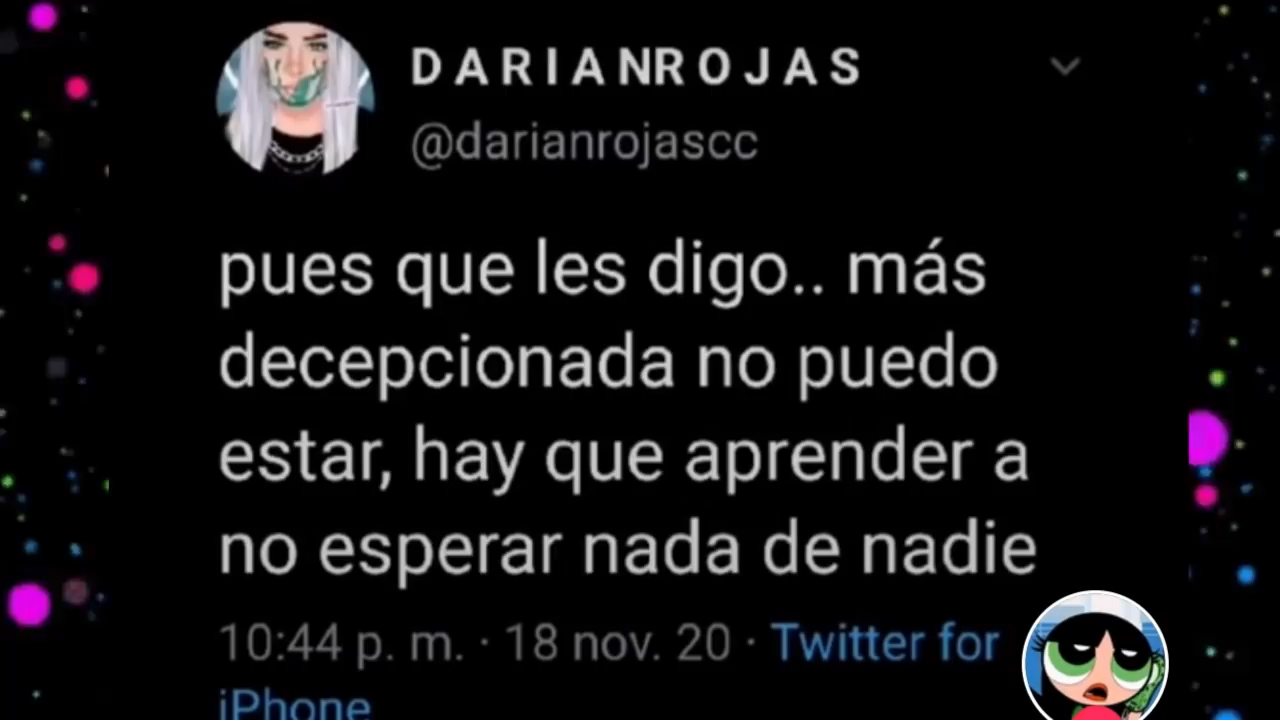 DARIANROJAS
@darianrojascc
pues que les digo.. más
decepcionada no puedo
estar, hay que aprender a
no esperar nada de nadie
10:44 p. m. · 18 nov. 20 · Twitter for
iPhone